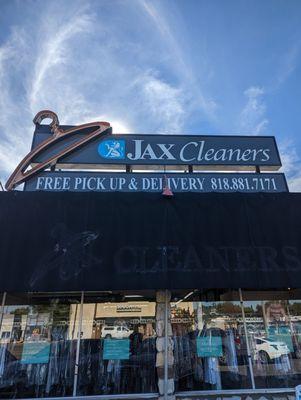 JAX Cleaners
FREE PICK UP & DELIVERY 818.881.7171
CLEANERS